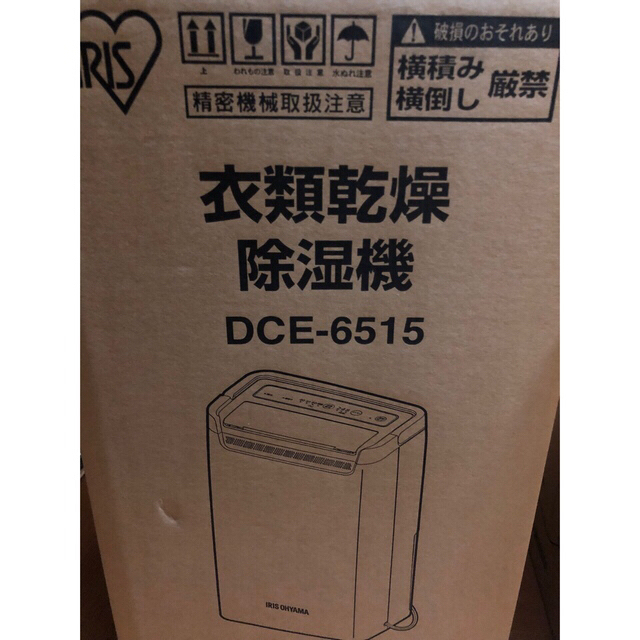 IRIS
上
われもの注意
取扱注意
水ぬれ注意
精密機械取扱注意
破損のおそれあり
横積み
横倒し
厳禁
衣類乾燥
除湿機
DCE-6515
IRIS OHYAMA